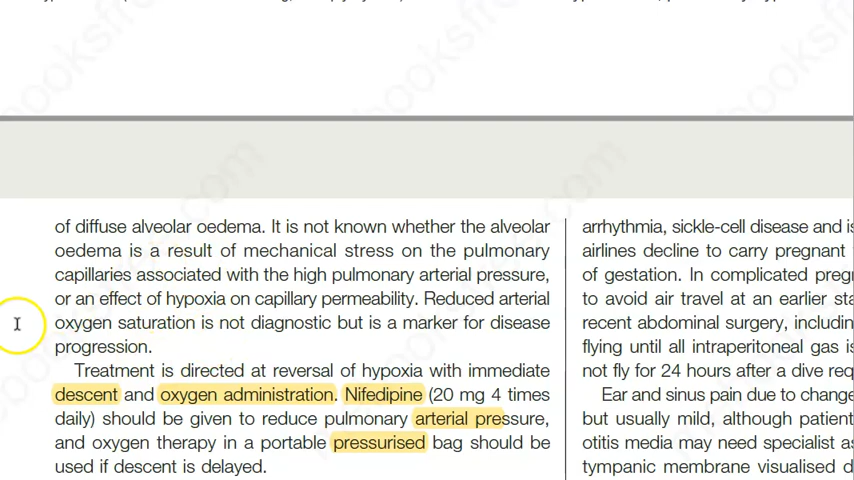 of diffuse alveolar oedema. It is not known whether the alveolar
oedema is a result of mechanical stress on the pulmonary
capillaries associated with the high pulmonary arterial pressure,
or an effect of hypoxia on capillary permeability. Reduced arterial
oxygen saturation is not diagnostic but is a marker for disease
progression.
Treatment is directed at reversal of hypoxia with immediate
descent and oxygen administration. Nifedipine (20 mg 4 times
daily) should be given to reduce pulmonary arterial pressure,
and oxygen therapy in a portable pressurised bag should be
used if descent is delayed.
arrhythmia, sickle-cell disease and
airlines decline to carry pregnant
of gestation. In complicated
to avoid air travel at an earlier
recent abdominal surgery,
flying until all intraperitoneal gas
not fly for 24 hours after a dive
Ear and sinus pain due to
but usually mild, although
otitis media may need specialist
tympanic membrane visualised